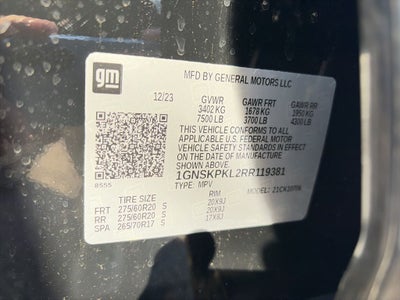 gm
MFD BY GENERAL MOTORS LLC
12/23 GVWR GAWR FRT GAWR RR
3402 KG 1678 KG 1950 KG
7500 LB 3700 LB 4300 LB
THIS VEHICLE CONFORMS TO ALL
APPLICABLE U.S. FEDERAL MOTOR
VEHICLE SAFETY STANDARDS IN EFFECT
ON THE DATE OF MANUFACTURE
SHOWN ABOVE.
8555
1GNSKPKL2RR119381
TYPE: MPV MODEL:
TIRE SIZE RIM
FRT 275/60R20 S 20X9J
RR 275/60R20 S 20X9J
SPA 265/70R17 S 17X8J